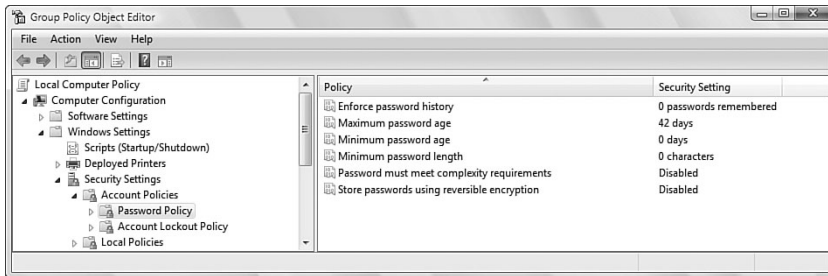 Group Policy Object Editor
File Action View Help
Local Computer Policy
Computer Configuration
Software Settings
Windows Settings
Scripts (Startup/Shutdown)
Deployed Printers
Security Settings
Account Policies
Password Policy
Account Lockout Policy
Local Policies
Policy Security Setting
Enforce password history 0 passwords remembered
Maximum password age 42 days
Minimum password age 0 days
Minimum password length 0 characters
Password must meet complexity requirements Disabled
Store passwords using reversible encryption Disabled